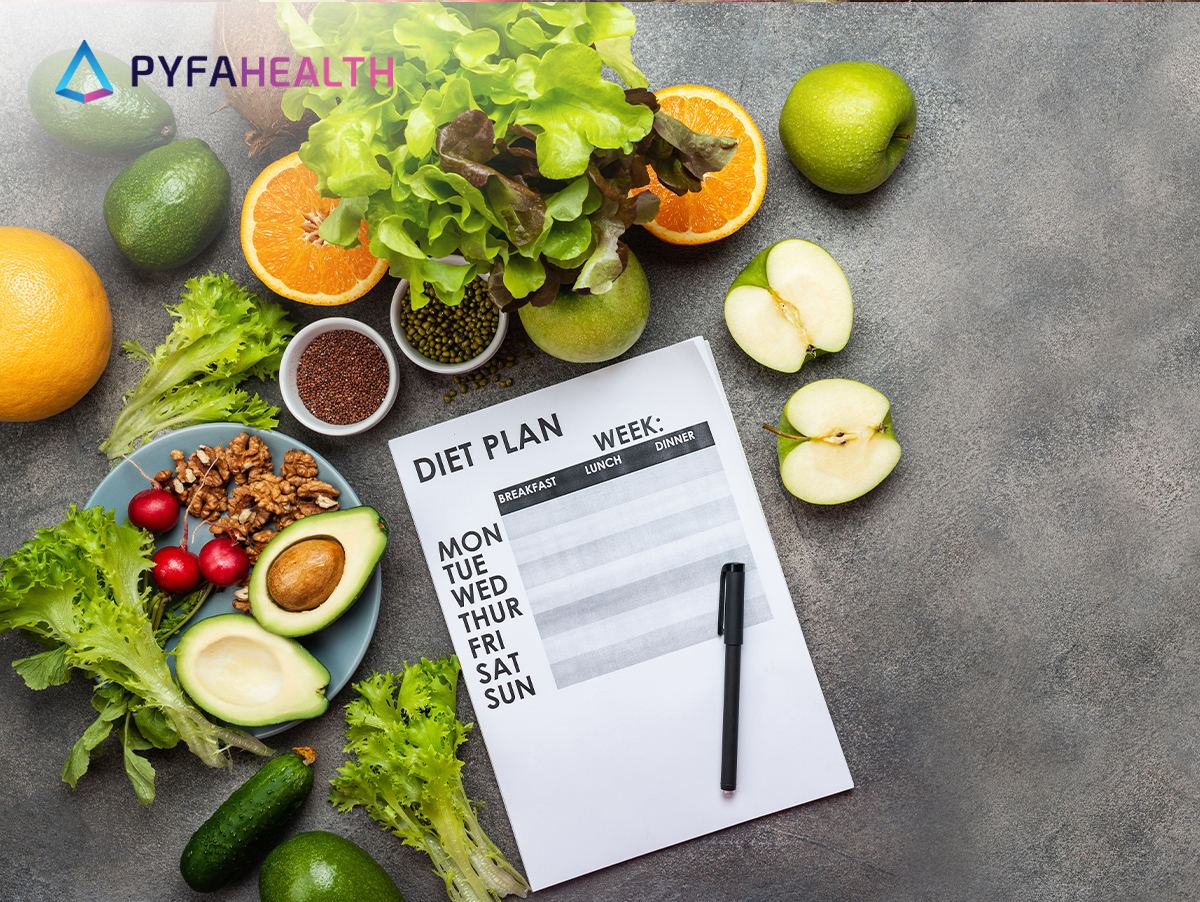 PYFAHEALTH
DIET PLAN
WEEK:
BREAKFAST LUNCH DINNER
MON
TUE
WED
THUR
FRI
SAT
SUN